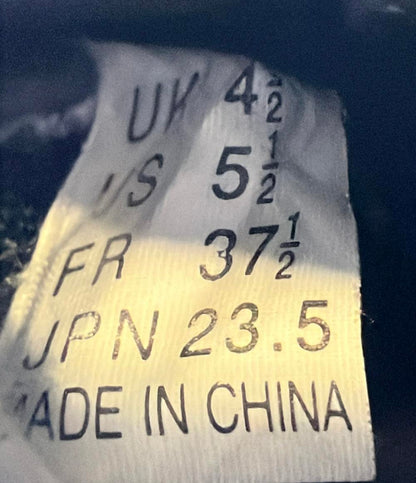 UK 4½
US 5½
FR 37½
JPN 23.5
MADE IN CHINA